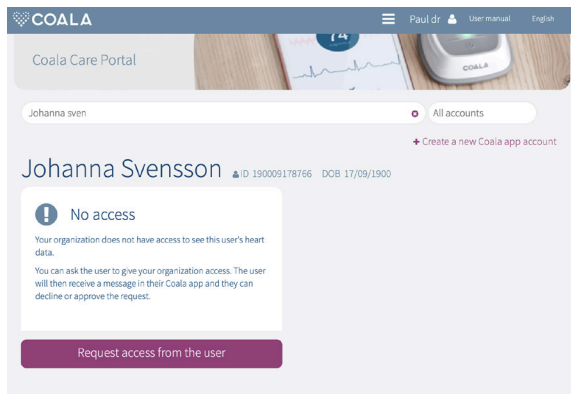 COALA
Paul dr
User manual
English
Coala Care Portal
74
COALA
Johanna sven
All accounts
+ Create a new Coala app account
Johanna Svensson ID 190009178766 DOB 17/09/1900
! No access
Your organization does not have access to see this user's heart
data.
You can ask the user to give your organization access. The user
will then receive a message in their Coala app and they can
decline or approve the request.
Request access from the user